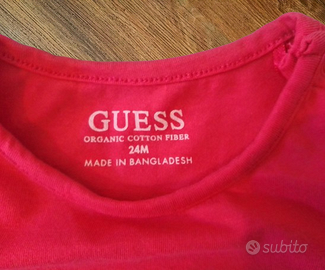 GUESS
ORGANIC COTTON FIBER
24M
MADE IN BANGLADESH
subito